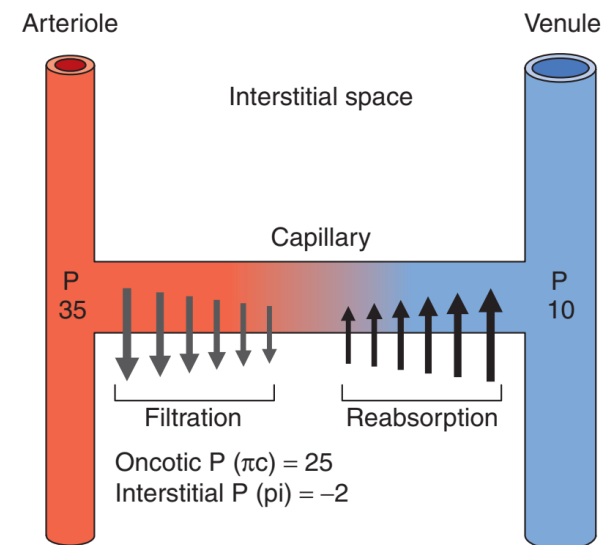 Arteriole
Venule
Interstitial space
Capillary
P
35
P
10
Filtration
Reabsorption
Oncotic P (πc) = 25
Interstitial P (pi) = –2